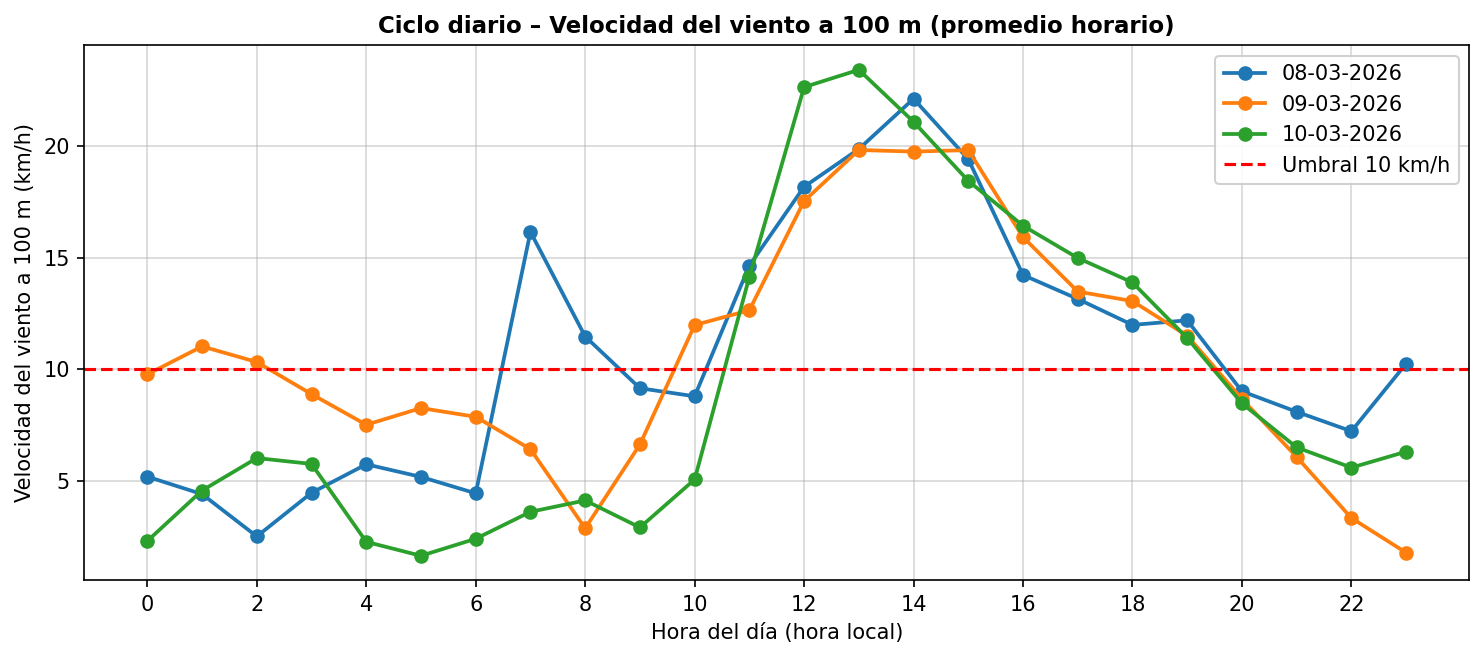 Ciclo diario – Velocidad del viento a 100 m (promedio horario)
Velocidad del viento a 100 m (km/h)
20
15
10
5
08-03-2026
09-03-2026
10-03-2026
Umbral 10 km/h
0 2 4 6 8 10 12 14 16 18 20 22
Hora del día (hora local)